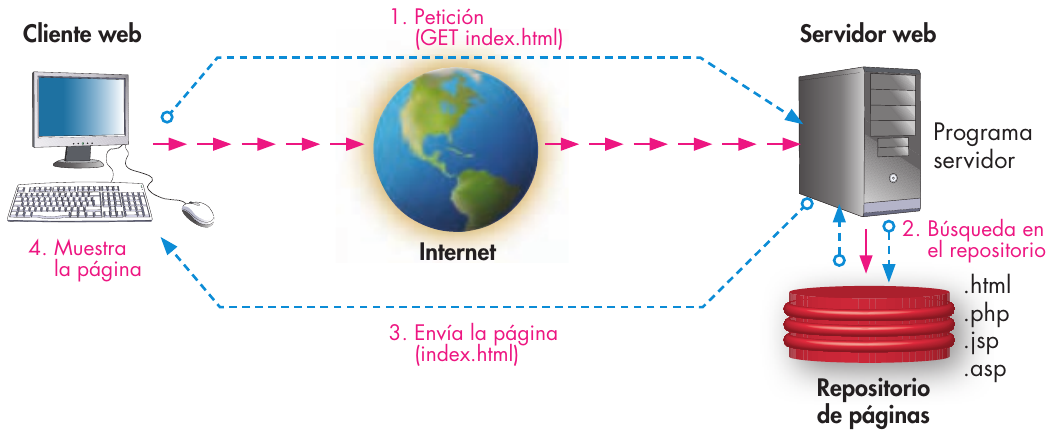 Cliente web
1. Petición
(GET index.html)
Servidor web
Programa
servidor
Internet
2. Búsqueda en
el repositorio
4. Muestra
la página
3. Envía la página
(index.html)
.html
.php
.jsp
.asp
Repositorio
de páginas